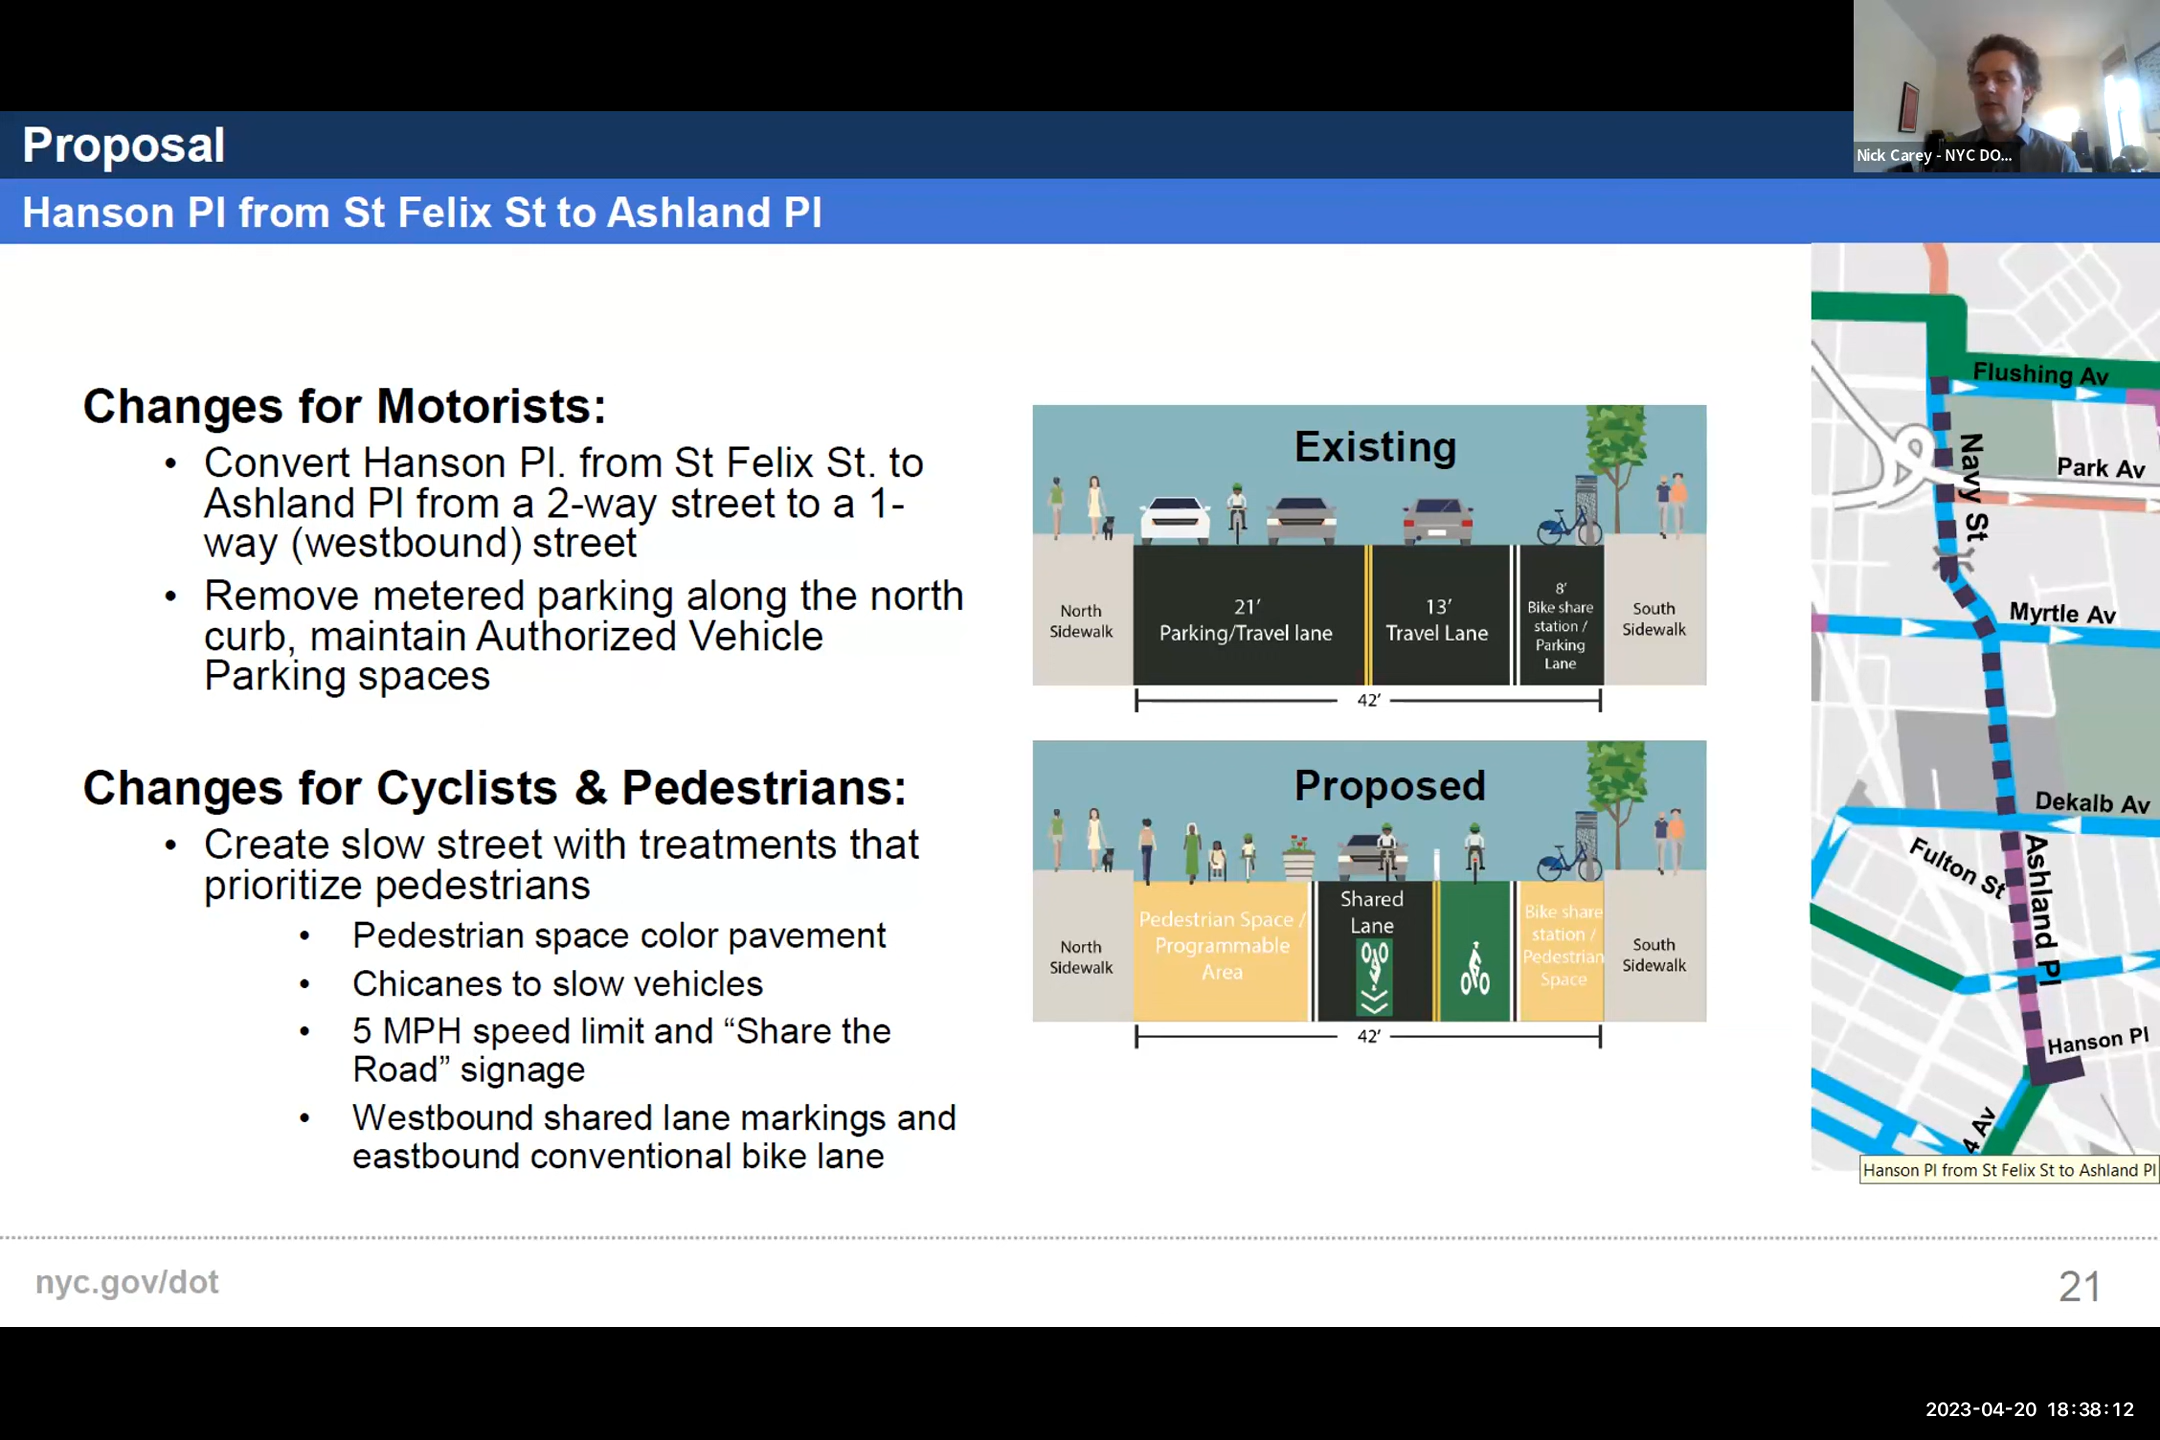 Nick Carey - NYC DO...
Proposal
Hanson Pl from St Felix St to Ashland Pl
Changes for Motorists:
• Convert Hanson Pl. from St Felix St. to
Ashland Pl from a 2-way street to a 1-
way (westbound) street
• Remove metered parking along the north
curb, maintain Authorized Vehicle
Parking spaces
Changes for Cyclists & Pedestrians:
• Create slow street with treatments that
prioritize pedestrians
• Pedestrian space color pavement
• Chicanes to slow vehicles
• 5 MPH speed limit and “Share the
Road” signage
• Westbound shared lane markings and
eastbound conventional bike lane
Existing
North
Sidewalk
21’
Parking/Travel lane
13’
Travel Lane
8’
Bike share
station /
Parking
Lane
South
Sidewalk
42’
Proposed
North
Sidewalk
Pedestrian Space /
Programmable
Area
Shared
Lane
Bike share
station /
Pedestrian
Space
South
Sidewalk
42’
Flushing Av
Navy St
Park Av
Myrtle Av
Dekalb Av
Fulton St
Ashland Pl
Hanson Pl
4 Av
Hanson Pl from St Felix St to Ashland Pl
nyc.gov/dot
21
2023-04-20 18:38:12